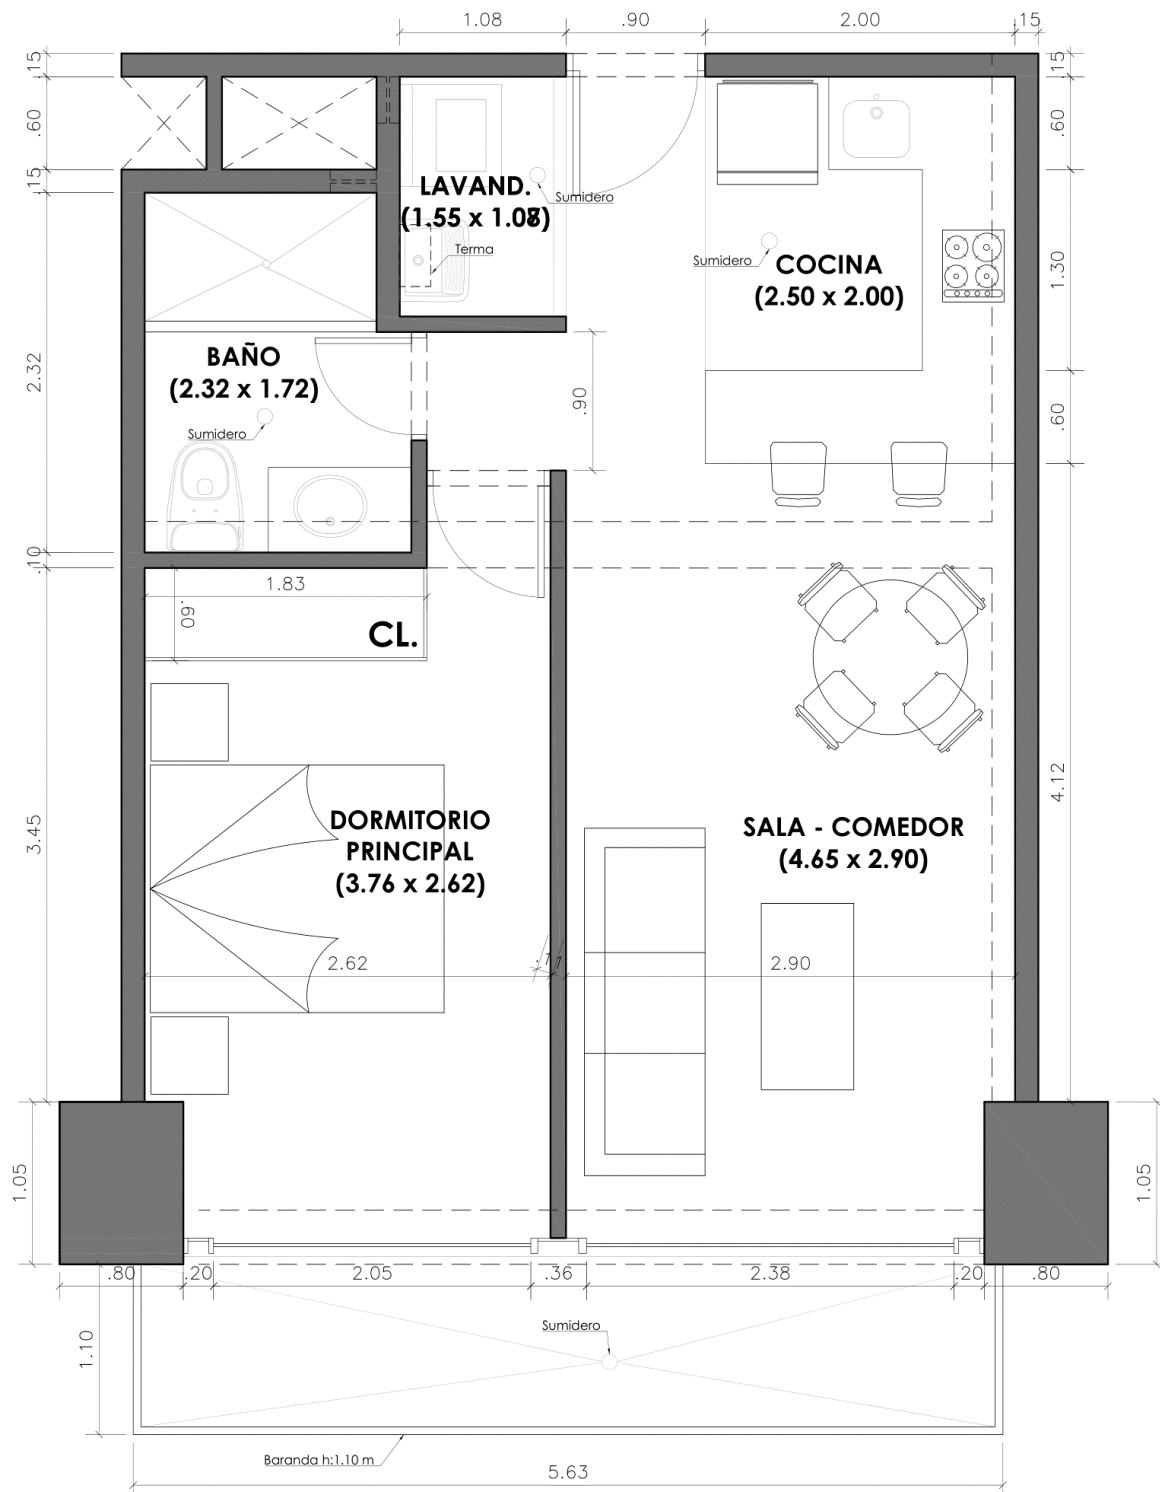 1.08
.90
2.00
.15
.15
.60
.15
2.32
.10
3.45
1.05
.15
.60
1.30
.60
4.12
1.05
LAVAND.
(1.55 x 1.08)
Sumidero
Terma
Sumidero
COCINA
(2.50 x 2.00)
BAÑO
(2.32 x 1.72)
Sumidero
.90
1.83
.60
CL.
DORMITORIO
PRINCIPAL
(3.76 x 2.62)
SALA - COMEDOR
(4.65 x 2.90)
2.62
.11
2.90
.80
.20
2.05
.36
2.38
.20
.80
1.10
Sumidero
Baranda h:1.10 m
5.63